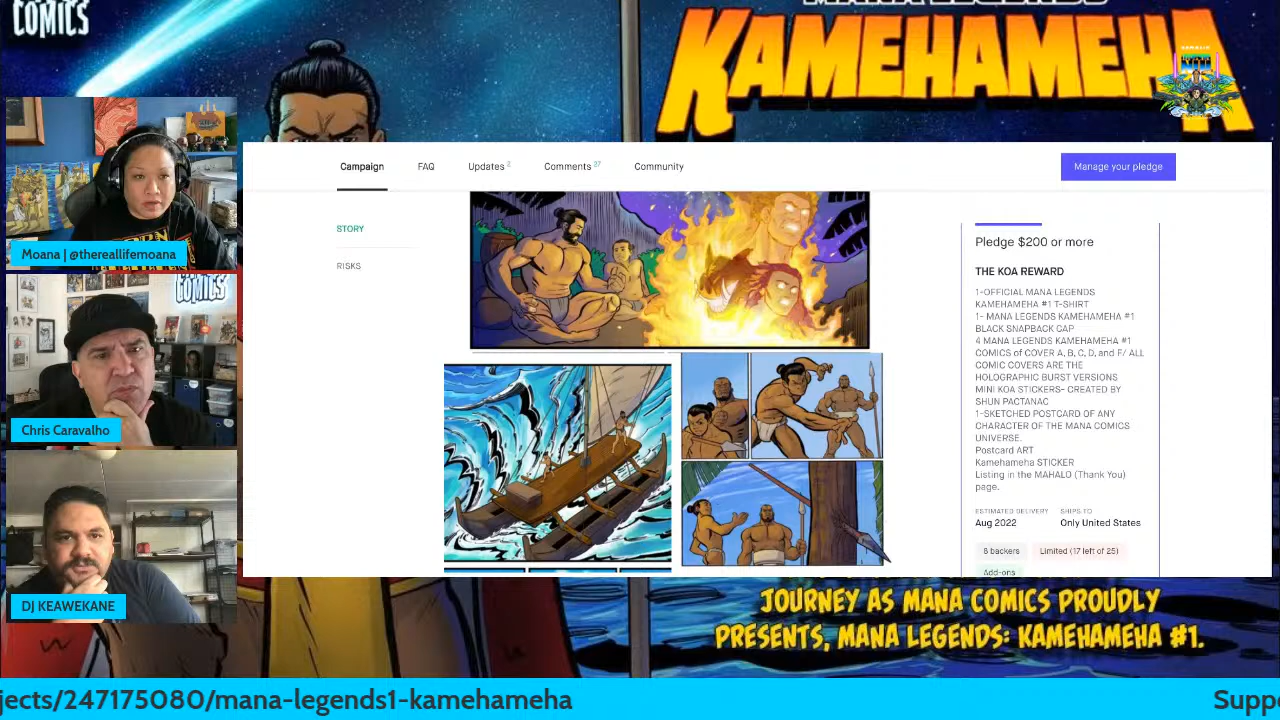 COMICS
MANA LEGENDS
KAMEHAMEHA
Campaign
FAQ
Updates 2
Comments 27
Community
Manage your pledge
STORY
RISKS
Pledge $200 or more
THE KOA REWARD
1-OFFICIAL MANA LEGENDS
KAMEHAMEHA #1 T-SHIRT
1- MANA LEGENDS KAMEHAMEHA #1
BLACK SNAPBACK CAP
4 MANA LEGENDS KAMEHAMEHA #1
COMICS of COVER A, B, C, D, and F/ ALL
COMIC COVERS ARE THE
HOLOGRAPHIC BURST VERSIONS
MINI KOA STICKERS- CREATED BY
SHUN PACTANAC
1-SKETCHED POSTCARD OF ANY
CHARACTER OF THE MANA COMICS
UNIVERSE.
Postcard ART
Kamehameha STICKER
Listing in the MAHALO (Thank You)
page.
ESTIMATED DELIVERY
SHIPS TO
Aug 2022
Only United States
8 backers
Limited (17 left of 25)
Add-ons
Moana | @thereallifemoana
COMICS
Chris Caravalho
DJ KEAWEKANE
JOURNEY AS MANA COMICS PROUDLY
PRESENTS, MANA LEGENDS: KAMEHAMEHA #1.
jects/247175080/mana-legends1-kamehameha
Suppo